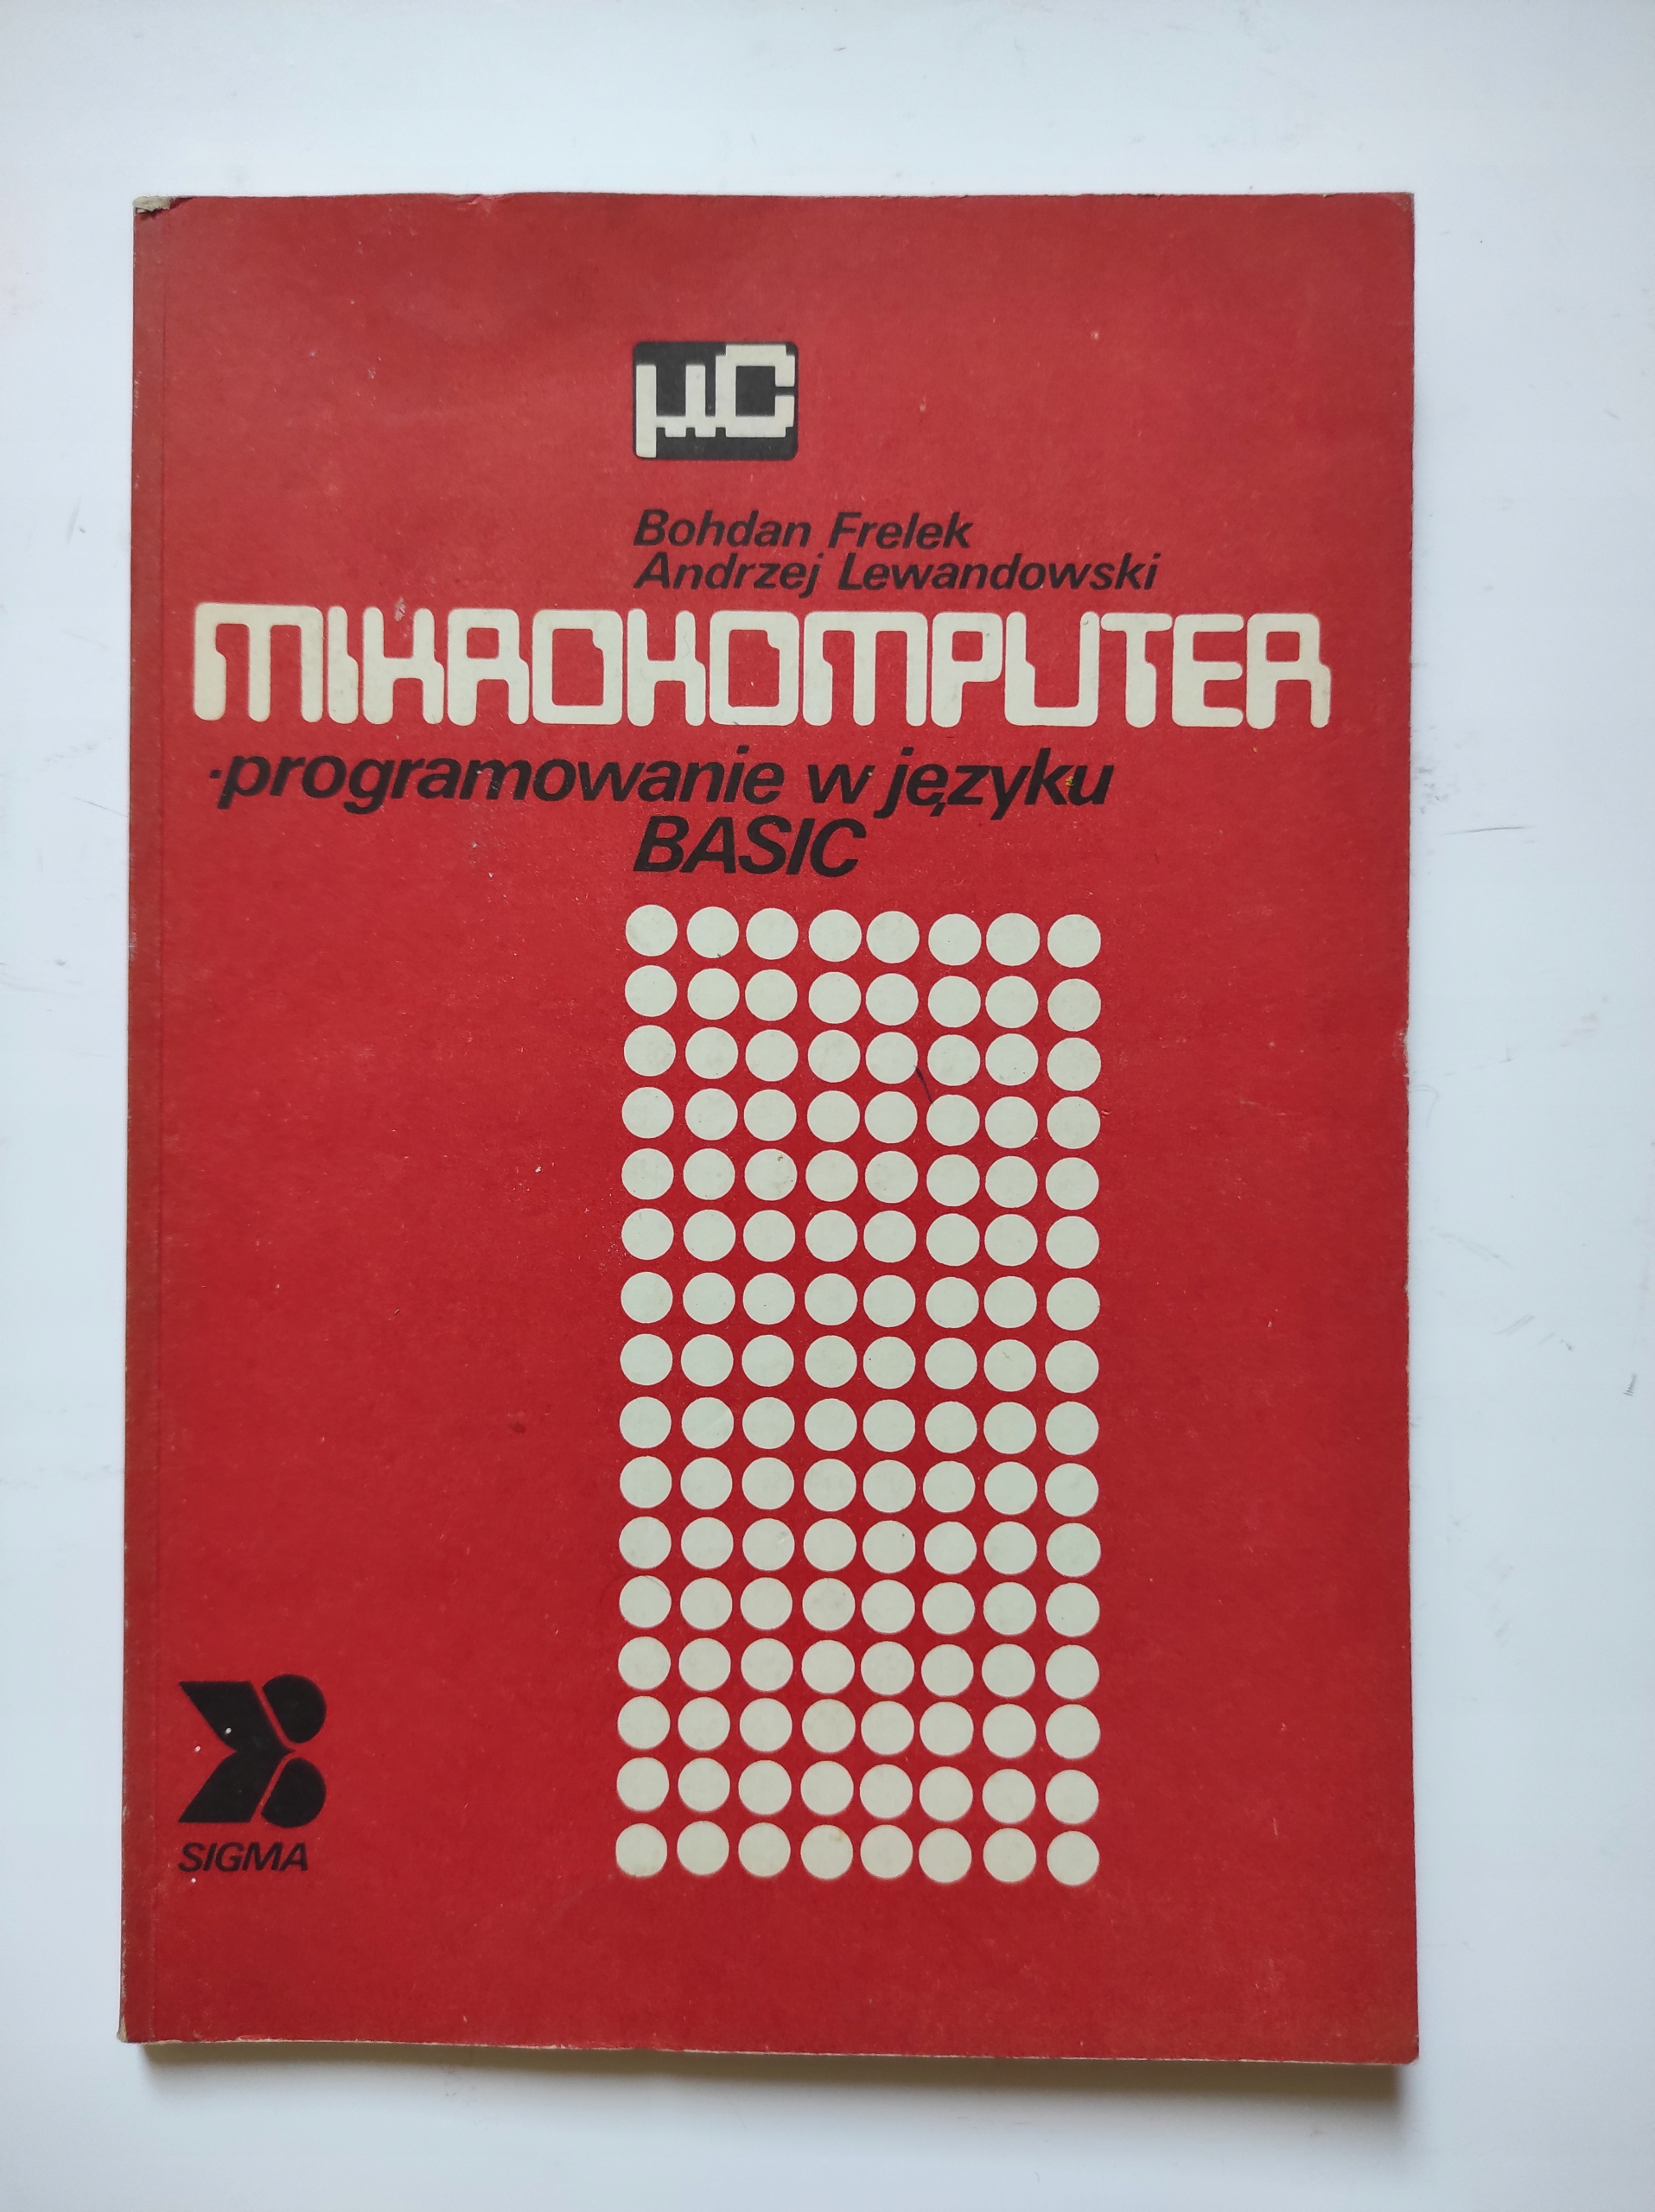 µC
Bohdan Frelek
Andrzej Lewandowski
MIKROKOMPUTER
-programowanie w języku
BASIC
SIGMA